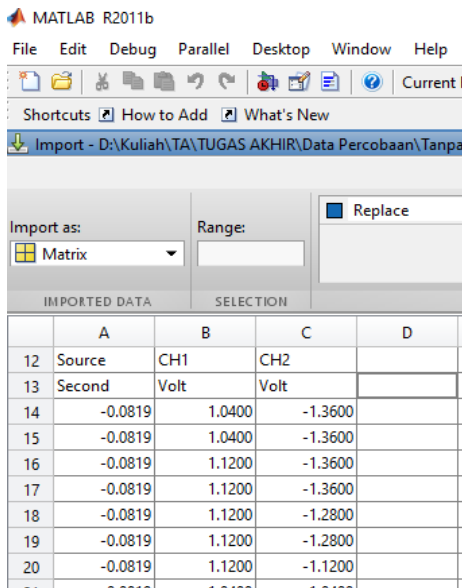 MATLAB R2011b
File Edit Debug Parallel Desktop Window Help
Current
Shortcuts How to Add What's New
Import - D:\Kuliah\TA\TUGAS AKHIR\Data Percobaan\Tanpa
Replace
Import as: Range:
Matrix
IMPORTED DATA SELECTION
A B C D
12 Source CH1 CH2
13 Second Volt Volt
14 -0.0819 1.0400 -1.3600
15 -0.0819 1.0400 -1.3600
16 -0.0819 1.1200 -1.3600
17 -0.0819 1.1200 -1.3600
18 -0.0819 1.1200 -1.2800
19 -0.0819 1.1200 -1.2800
20 -0.0819 1.1200 -1.1200